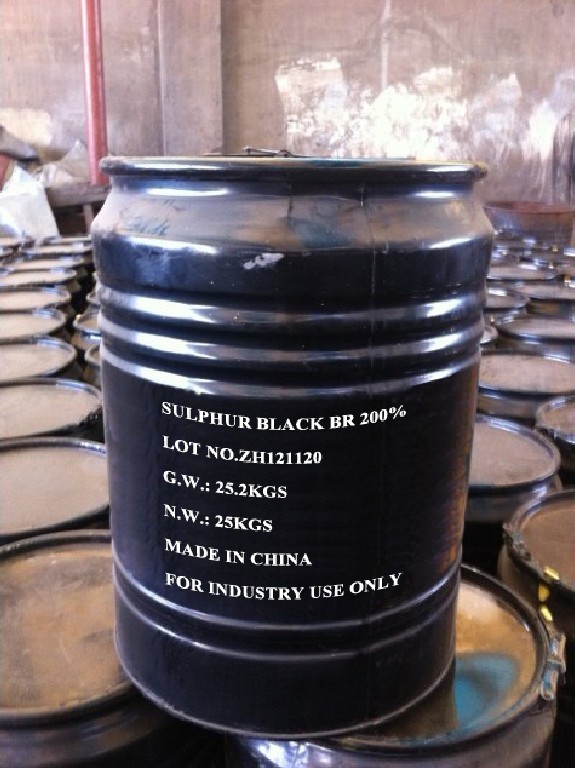 SULPHUR BLACK BR 200%
LOT NO.ZH121120
G.W.: 25.2KGS
N.W.: 25KGS
MADE IN CHINA
FOR INDUSTRY USE ONLY